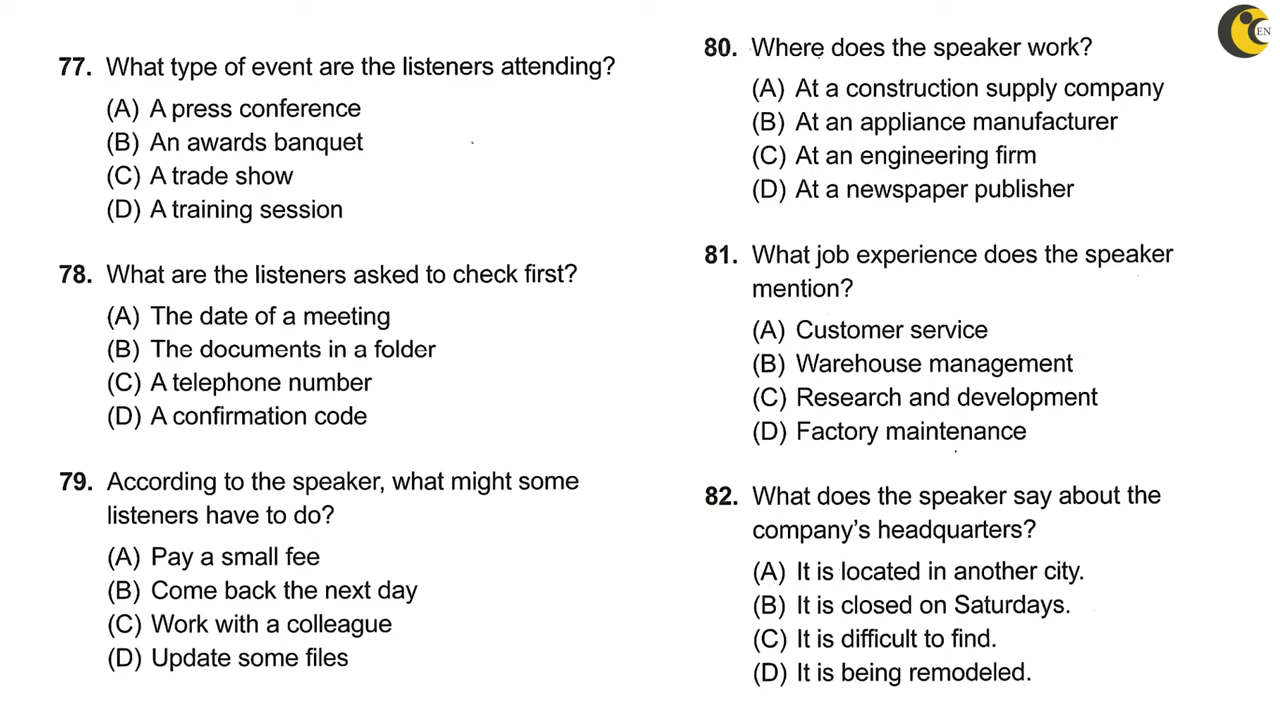 77. What type of event are the listeners attending?
(A) A press conference
(B) An awards banquet
(C) A trade show
(D) A training session
78. What are the listeners asked to check first?
(A) The date of a meeting
(B) The documents in a folder
(C) A telephone number
(D) A confirmation code
79. According to the speaker, what might some
listeners have to do?
(A) Pay a small fee
(B) Come back the next day
(C) Work with a colleague
(D) Update some files
80. Where does the speaker work?
(A) At a construction supply company
(B) At an appliance manufacturer
(C) At an engineering firm
(D) At a newspaper publisher
81. What job experience does the speaker
mention?
(A) Customer service
(B) Warehouse management
(C) Research and development
(D) Factory maintenance
82. What does the speaker say about the
company's headquarters?
(A) It is located in another city.
(B) It is closed on Saturdays.
(C) It is difficult to find.
(D) It is being remodeled.
EN